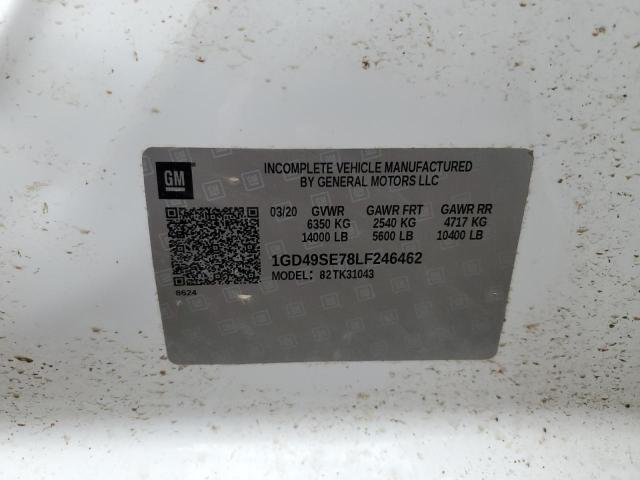 GM
INCOMPLETE VEHICLE MANUFACTURED
BY GENERAL MOTORS LLC
03/20 GVWR GAWR FRT GAWR RR
6350 KG 2540 KG 4717 KG
14000 LB 5600 LB 10400 LB
1GD49SE78LF246462
MODEL: 82TK31043
8624